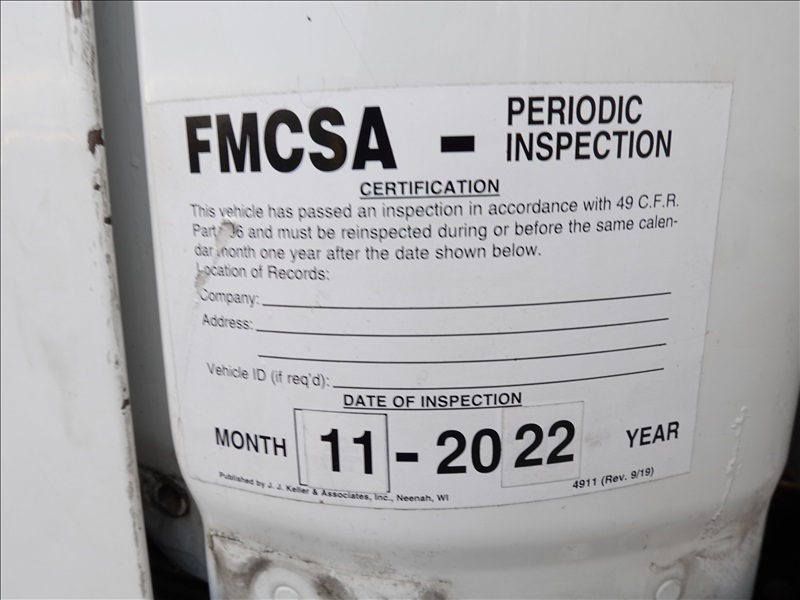 FMCSA - PERIODIC INSPECTION
CERTIFICATION
This vehicle has passed an inspection in accordance with 49 C.F.R.
and must be reinspected during or before the same calen-
dar month one year after the date shown below.
Location of Records:
Company:
Address:
Vehicle ID (if req'd):
DATE OF INSPECTION
MONTH 11-2022 YEAR
Published by J. J. Keller & Associates, Inc., Neenah, WI
4911 (Rev. 9/19)